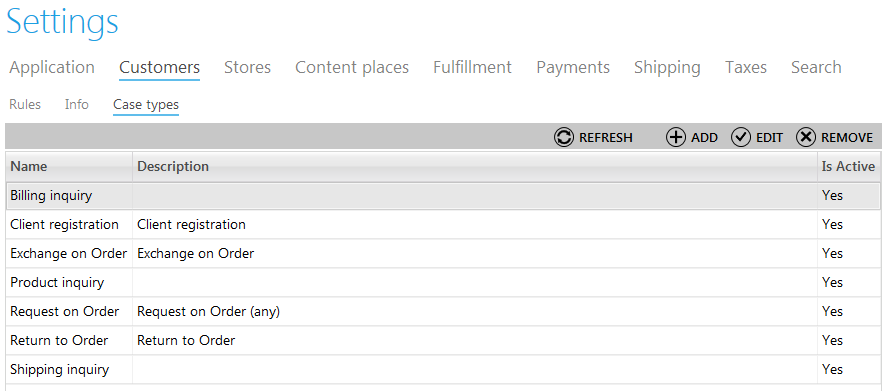 Settings
Application Customers Stores Content places Fulfillment Payments Shipping Taxes Search
Rules Info Case types
REFRESH ADD EDIT REMOVE
Name Description Is Active
Billing inquiry Yes
Client registration Client registration Yes
Exchange on Order Exchange on Order Yes
Product inquiry Yes
Request on Order Request on Order (any) Yes
Return to Order Return to Order Yes
Shipping inquiry Yes